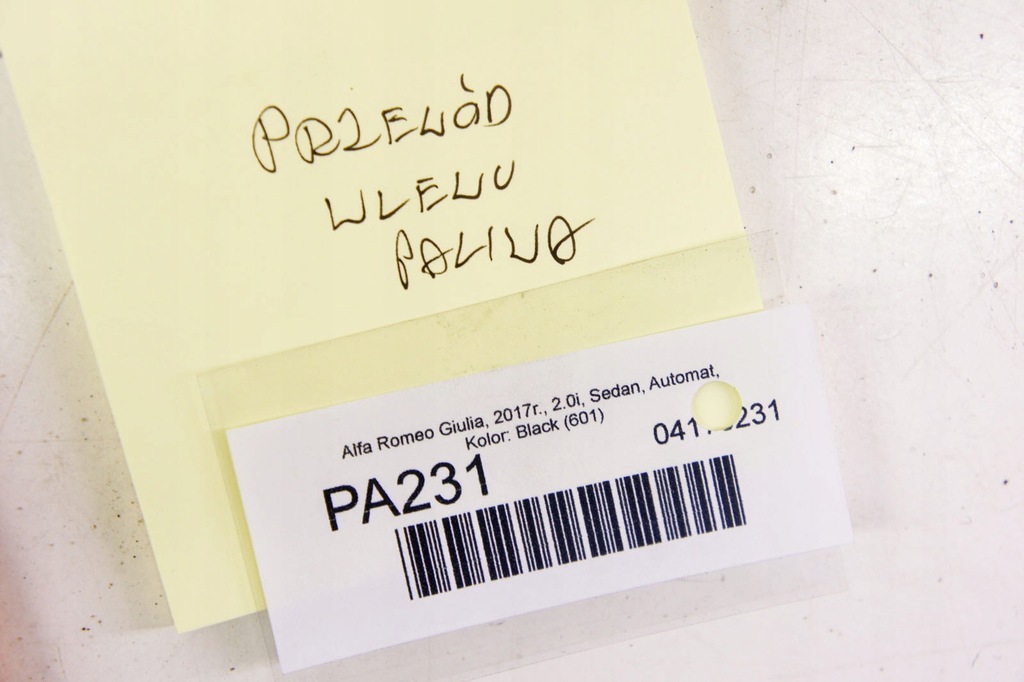 PRZEWÓD
WLEWU
PALIWA
Alfa Romeo Giulia, 2017r., 2.0i, Sedan, Automat,
Kolor: Black (601)
PA231